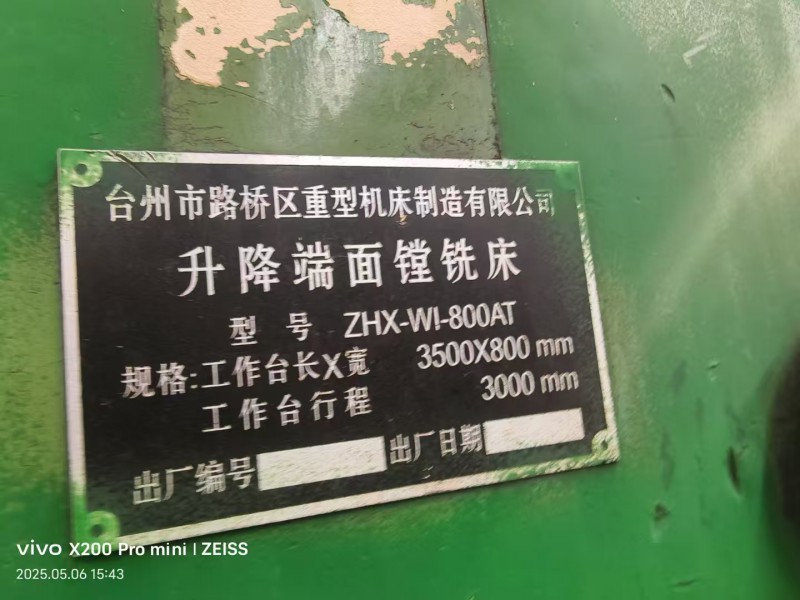 台州市路桥区重型机床制造有限公司
升降端面镗铣床
型 号 ZHX-WI-800AT
规格:工作台长X宽 3500X800 mm
工作台行程 3000 mm
出厂编号 出厂日期
vivo X200 Pro mini | ZEISS
2025.05.06 15:43